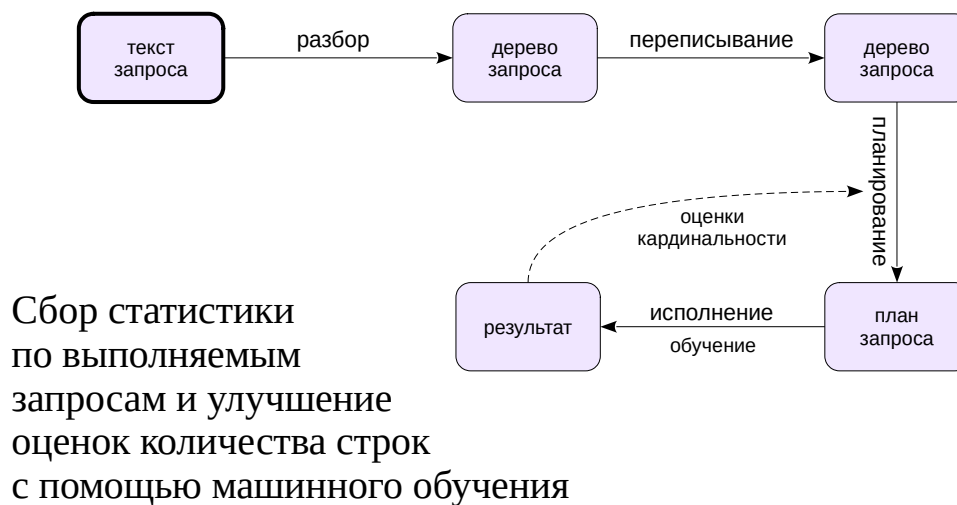 текст
запроса
разбор
дерево
запроса
переписывание
дерево
запроса
планирование
оценки
кардинальности
результат
исполнение
обучение
план
запроса
Сбор статистики
по выполняемым
запросам и улучшение
оценок количества строк
с помощью машинного обучения